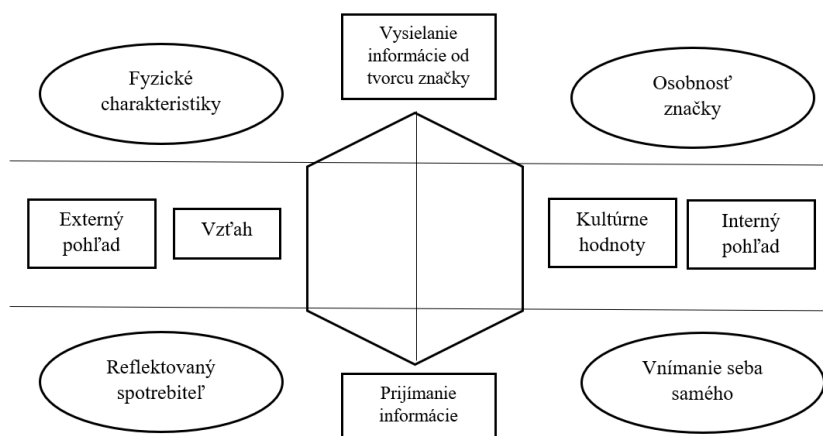 Fyzické
charakteristiky
Vysielanie
informácie od
tvorcu značky
Osobnosť
značky
Externý
pohľad
Vzťah
Kultúrne
hodnoty
Interný
pohľad
Reflektovaný
spotrebiteľ
Prijímanie
informácie
Vnímanie seba
samého